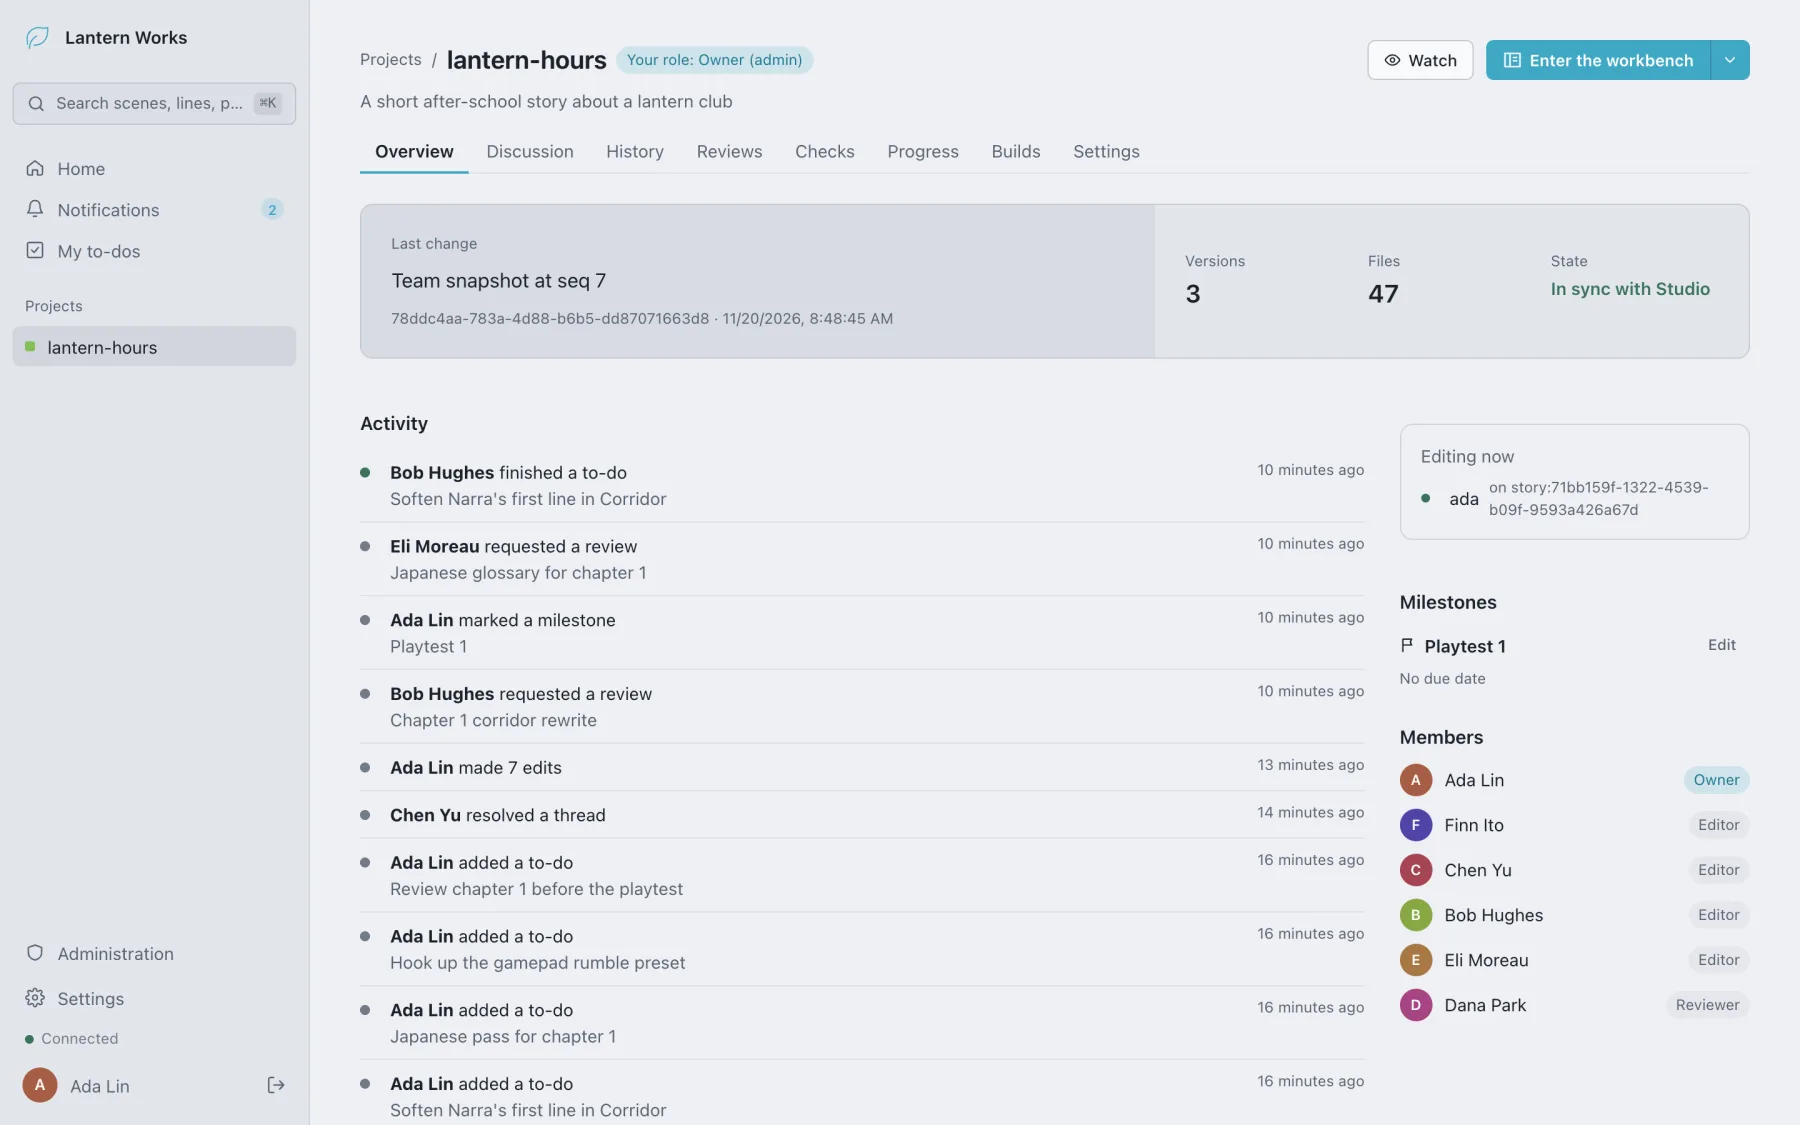 Lantern Works
Search scenes, lines, p... ⌘K
Home
Notifications 2
My to-dos
Projects
lantern-hours
Administration
Settings
Connected
A Ada Lin
Projects / lantern-hours Your role: Owner (admin)
Watch
Enter the workbench
A short after-school story about a lantern club
Overview Discussion History Reviews Checks Progress Builds Settings
Last change
Team snapshot at seq 7
78ddc4aa-783a-4d88-b6b5-dd87071663d8 · 11/20/2026, 8:48:45 AM
Versions
3
Files
47
State
In sync with Studio
Activity
Bob Hughes finished a to-do 10 minutes ago
Soften Narra's first line in Corridor
Eli Moreau requested a review 10 minutes ago
Japanese glossary for chapter 1
Ada Lin marked a milestone 10 minutes ago
Playtest 1
Bob Hughes requested a review 10 minutes ago
Chapter 1 corridor rewrite
Ada Lin made 7 edits 13 minutes ago
Chen Yu resolved a thread 14 minutes ago
Ada Lin added a to-do 16 minutes ago
Review chapter 1 before the playtest
Ada Lin added a to-do 16 minutes ago
Hook up the gamepad rumble preset
Ada Lin added a to-do 16 minutes ago
Japanese pass for chapter 1
Ada Lin added a to-do 16 minutes ago
Soften Narra's first line in Corridor
Editing now
ada on story:71bb159f-1322-4539-
b09f-9593a426a67d
Milestones
Playtest 1 Edit
No due date
Members
A Ada Lin Owner
F Finn Ito Editor
C Chen Yu Editor
B Bob Hughes Editor
E Eli Moreau Editor
D Dana Park Reviewer